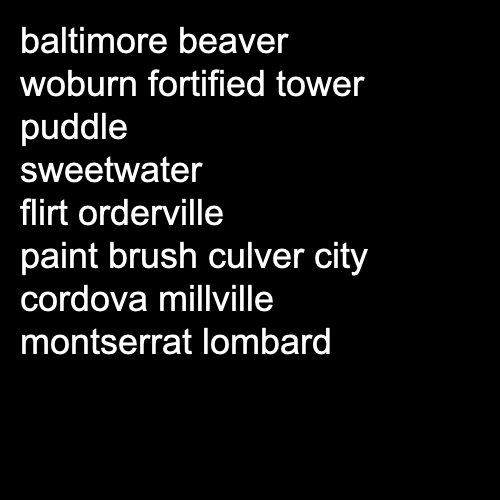 baltimore beaver
woburn fortified tower
puddle
sweetwater
flirt orderville
paint brush culver city
cordova millville
montserrat lombard